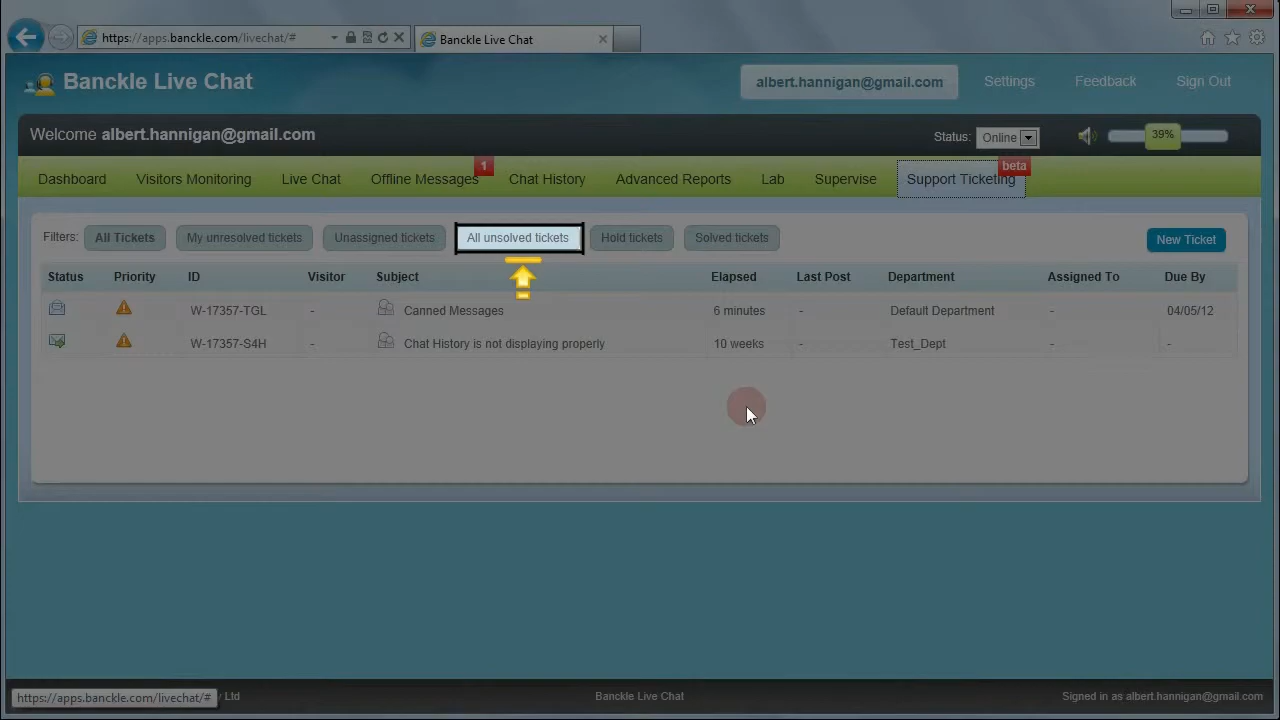 https://apps.banckle.com/livechat/#
Banckle Live Chat
Banckle Live Chat
albert.hannigan@gmail.com
Settings
Feedback
Sign Out
Welcome albert.hannigan@gmail.com
Status: Online
39%
Dashboard
Visitors Monitoring
Live Chat
Offline Messages
1
Chat History
Advanced Reports
Lab
Supervise
Support Ticketing
beta
Filters: All Tickets My unresolved tickets Unassigned tickets All unsolved tickets Hold tickets Solved tickets
New Ticket
Status Priority ID Visitor Subject Elapsed Last Post Department Assigned To Due By
W-17357-TGL - Canned Messages 6 minutes - Default Department - 04/05/12
W-17357-S4H - Chat History is not displaying properly 10 weeks - Test_Dept - -
https://apps.banckle.com/livechat/#
Ltd
Banckle Live Chat
Signed in as albert.hannigan@gmail.com